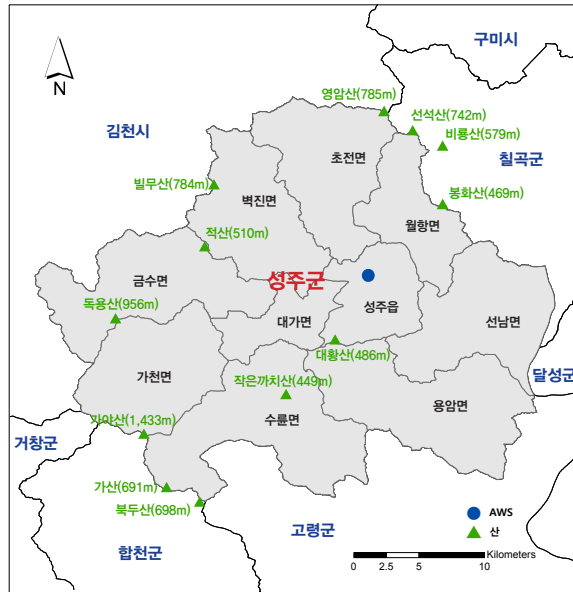 구미시
N
영암산(785m)
선석산(742m)
김천시
비룡산(579m)
초전면
칠곡군
빌무산(784m)
벽진면
봉화산(469m)
월항면
적산(510m)
금수면
성주군
성주읍
독용산(956m)
대가면
선남면
대황산(486m)
달성군
가천면
작은까치산(449m)
용암면
수륜면
가야산(1,433m)
거창군
가산(691m)
북두산(698m)
AWS
고령군
산
합천군
Kilometers
0 2.5 5 10